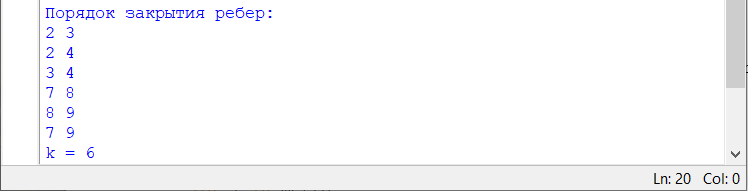 Порядок закрытия ребер:
2 3
2 4
3 4
7 8
8 9
7 9
k = 6
Ln: 20 Col: 0